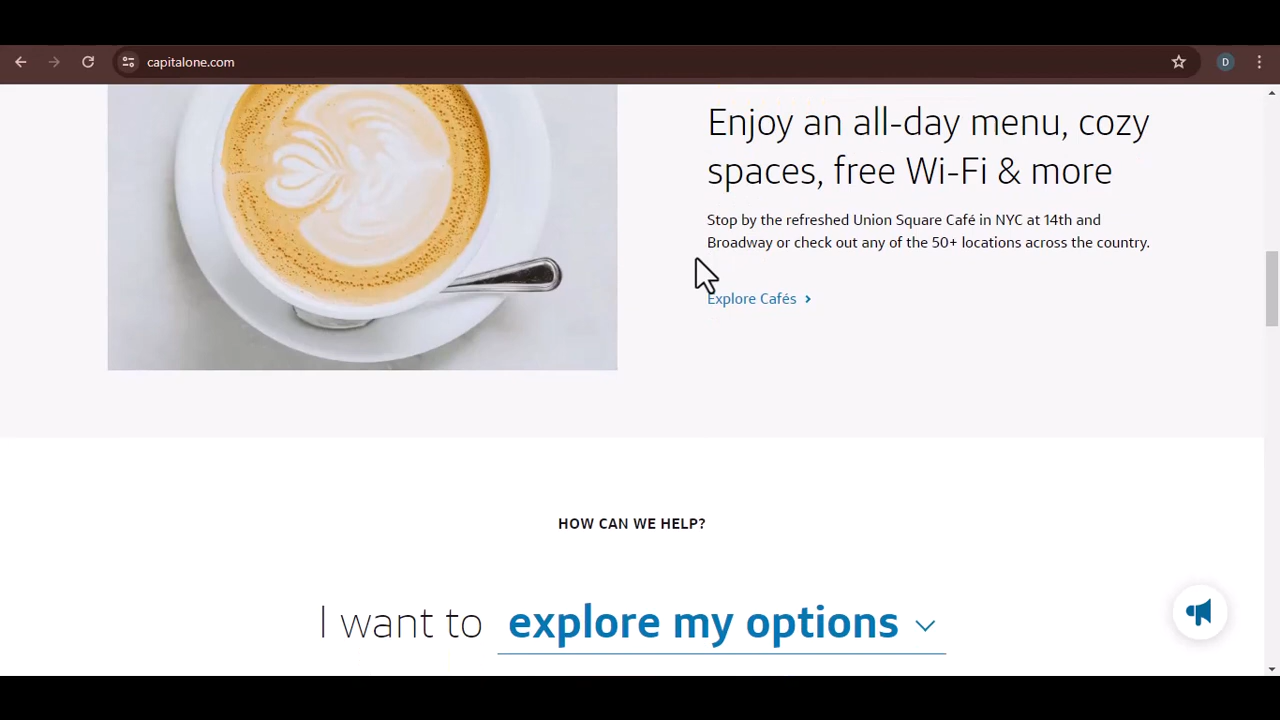 capitalone.com
D
Enjoy an all-day menu, cozy
spaces, free Wi-Fi & more
Stop by the refreshed Union Square Café in NYC at 14th and
Broadway or check out any of the 50+ locations across the country.
Explore Cafés
HOW CAN WE HELP?
I want to explore my options